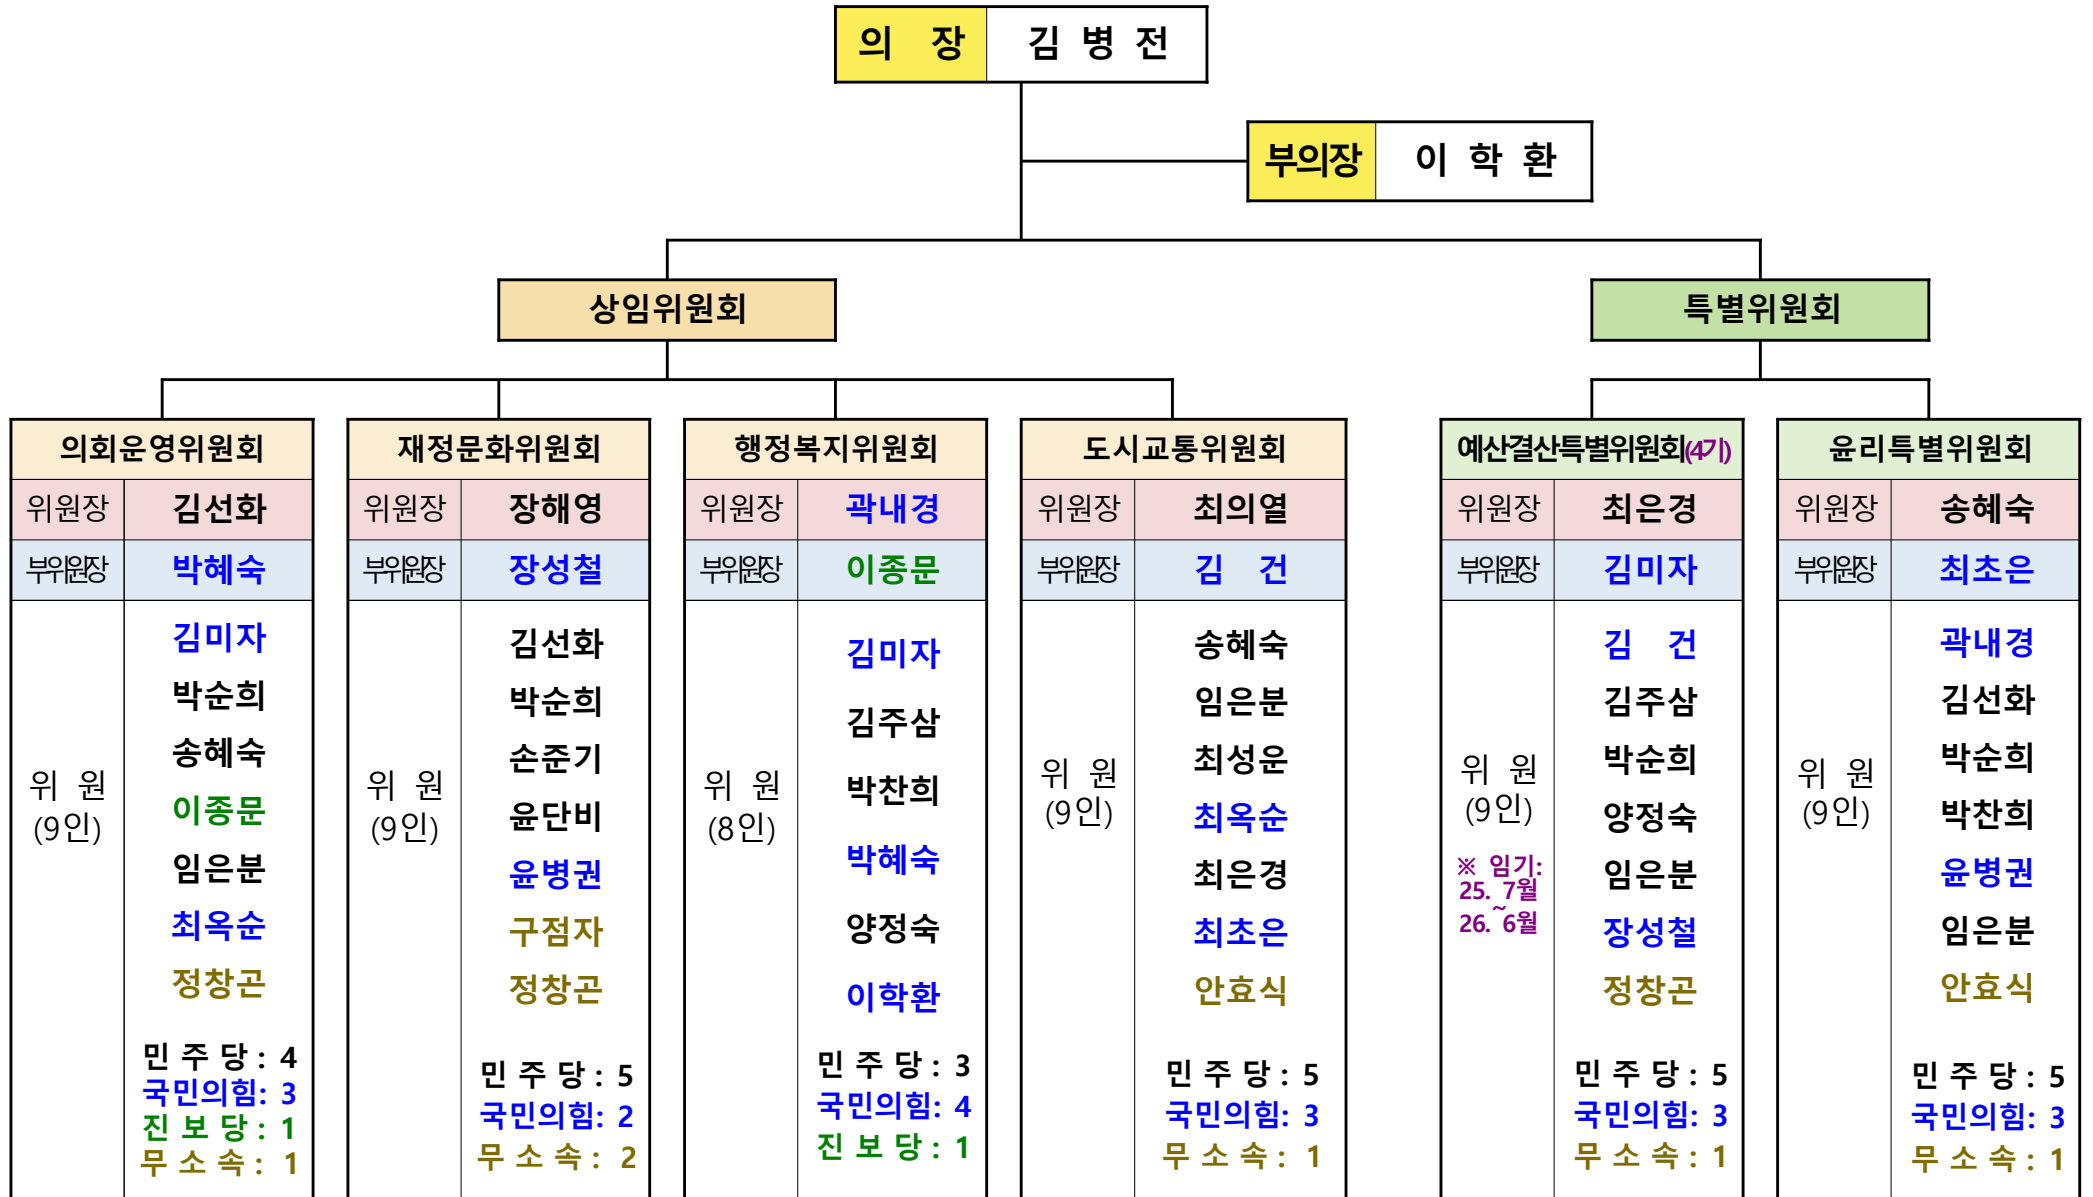 의 장 김 병 전
부의장 이 학 환
상임위원회
특별위원회
의회운영위원회
위원장 김선화
부위원장 박혜숙
위 원
(9인)
김미자
박순희
송혜숙
이종문
임은분
최옥순
정창곤
민 주 당 : 4
국민의힘: 3
진 보 당 : 1
무 소 속 : 1
재정문화위원회
위원장 장해영
부위원장 장성철
위 원
(9인)
김선화
박순희
손준기
윤단비
윤병권
구점자
정창곤
민 주 당 : 5
국민의힘: 2
무 소 속 : 2
행정복지위원회
위원장 곽내경
부위원장 이종문
위 원
(8인)
김미자
김주삼
박찬희
박혜숙
양정숙
이학환
민 주 당 : 3
국민의힘: 4
진 보 당 : 1
도시교통위원회
위원장 최의열
부위원장 김 건
위 원
(9인)
송혜숙
임은분
최성운
최옥순
최은경
최초은
안효식
민 주 당 : 5
국민의힘: 3
무 소 속 : 1
예산결산특별위원회(4기)
위원장 최은경
부위원장 김미자
위 원
(9인)
※ 임기:
25. 7월
~
26. 6월
김 건
김주삼
박순희
양정숙
임은분
장성철
정창곤
민 주 당 : 5
국민의힘: 3
무 소 속 : 1
윤리특별위원회
위원장 송혜숙
부위원장 최초은
위 원
(9인)
곽내경
김선화
박순희
박찬희
윤병권
임은분
안효식
민 주 당 : 5
국민의힘: 3
무 소 속 : 1